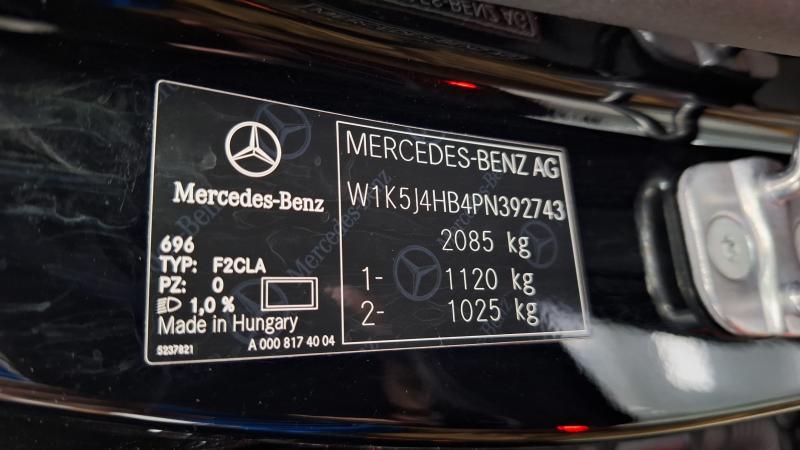 Mercedes-Benz
696
TYP: F2CLA
PZ: 0
1,0 %
Made in Hungary
5237821
A 000 817 40 04
MERCEDES-BENZ AG
W1K5J4HB4PN392743
2085 kg
1- 1120 kg
2- 1025 kg